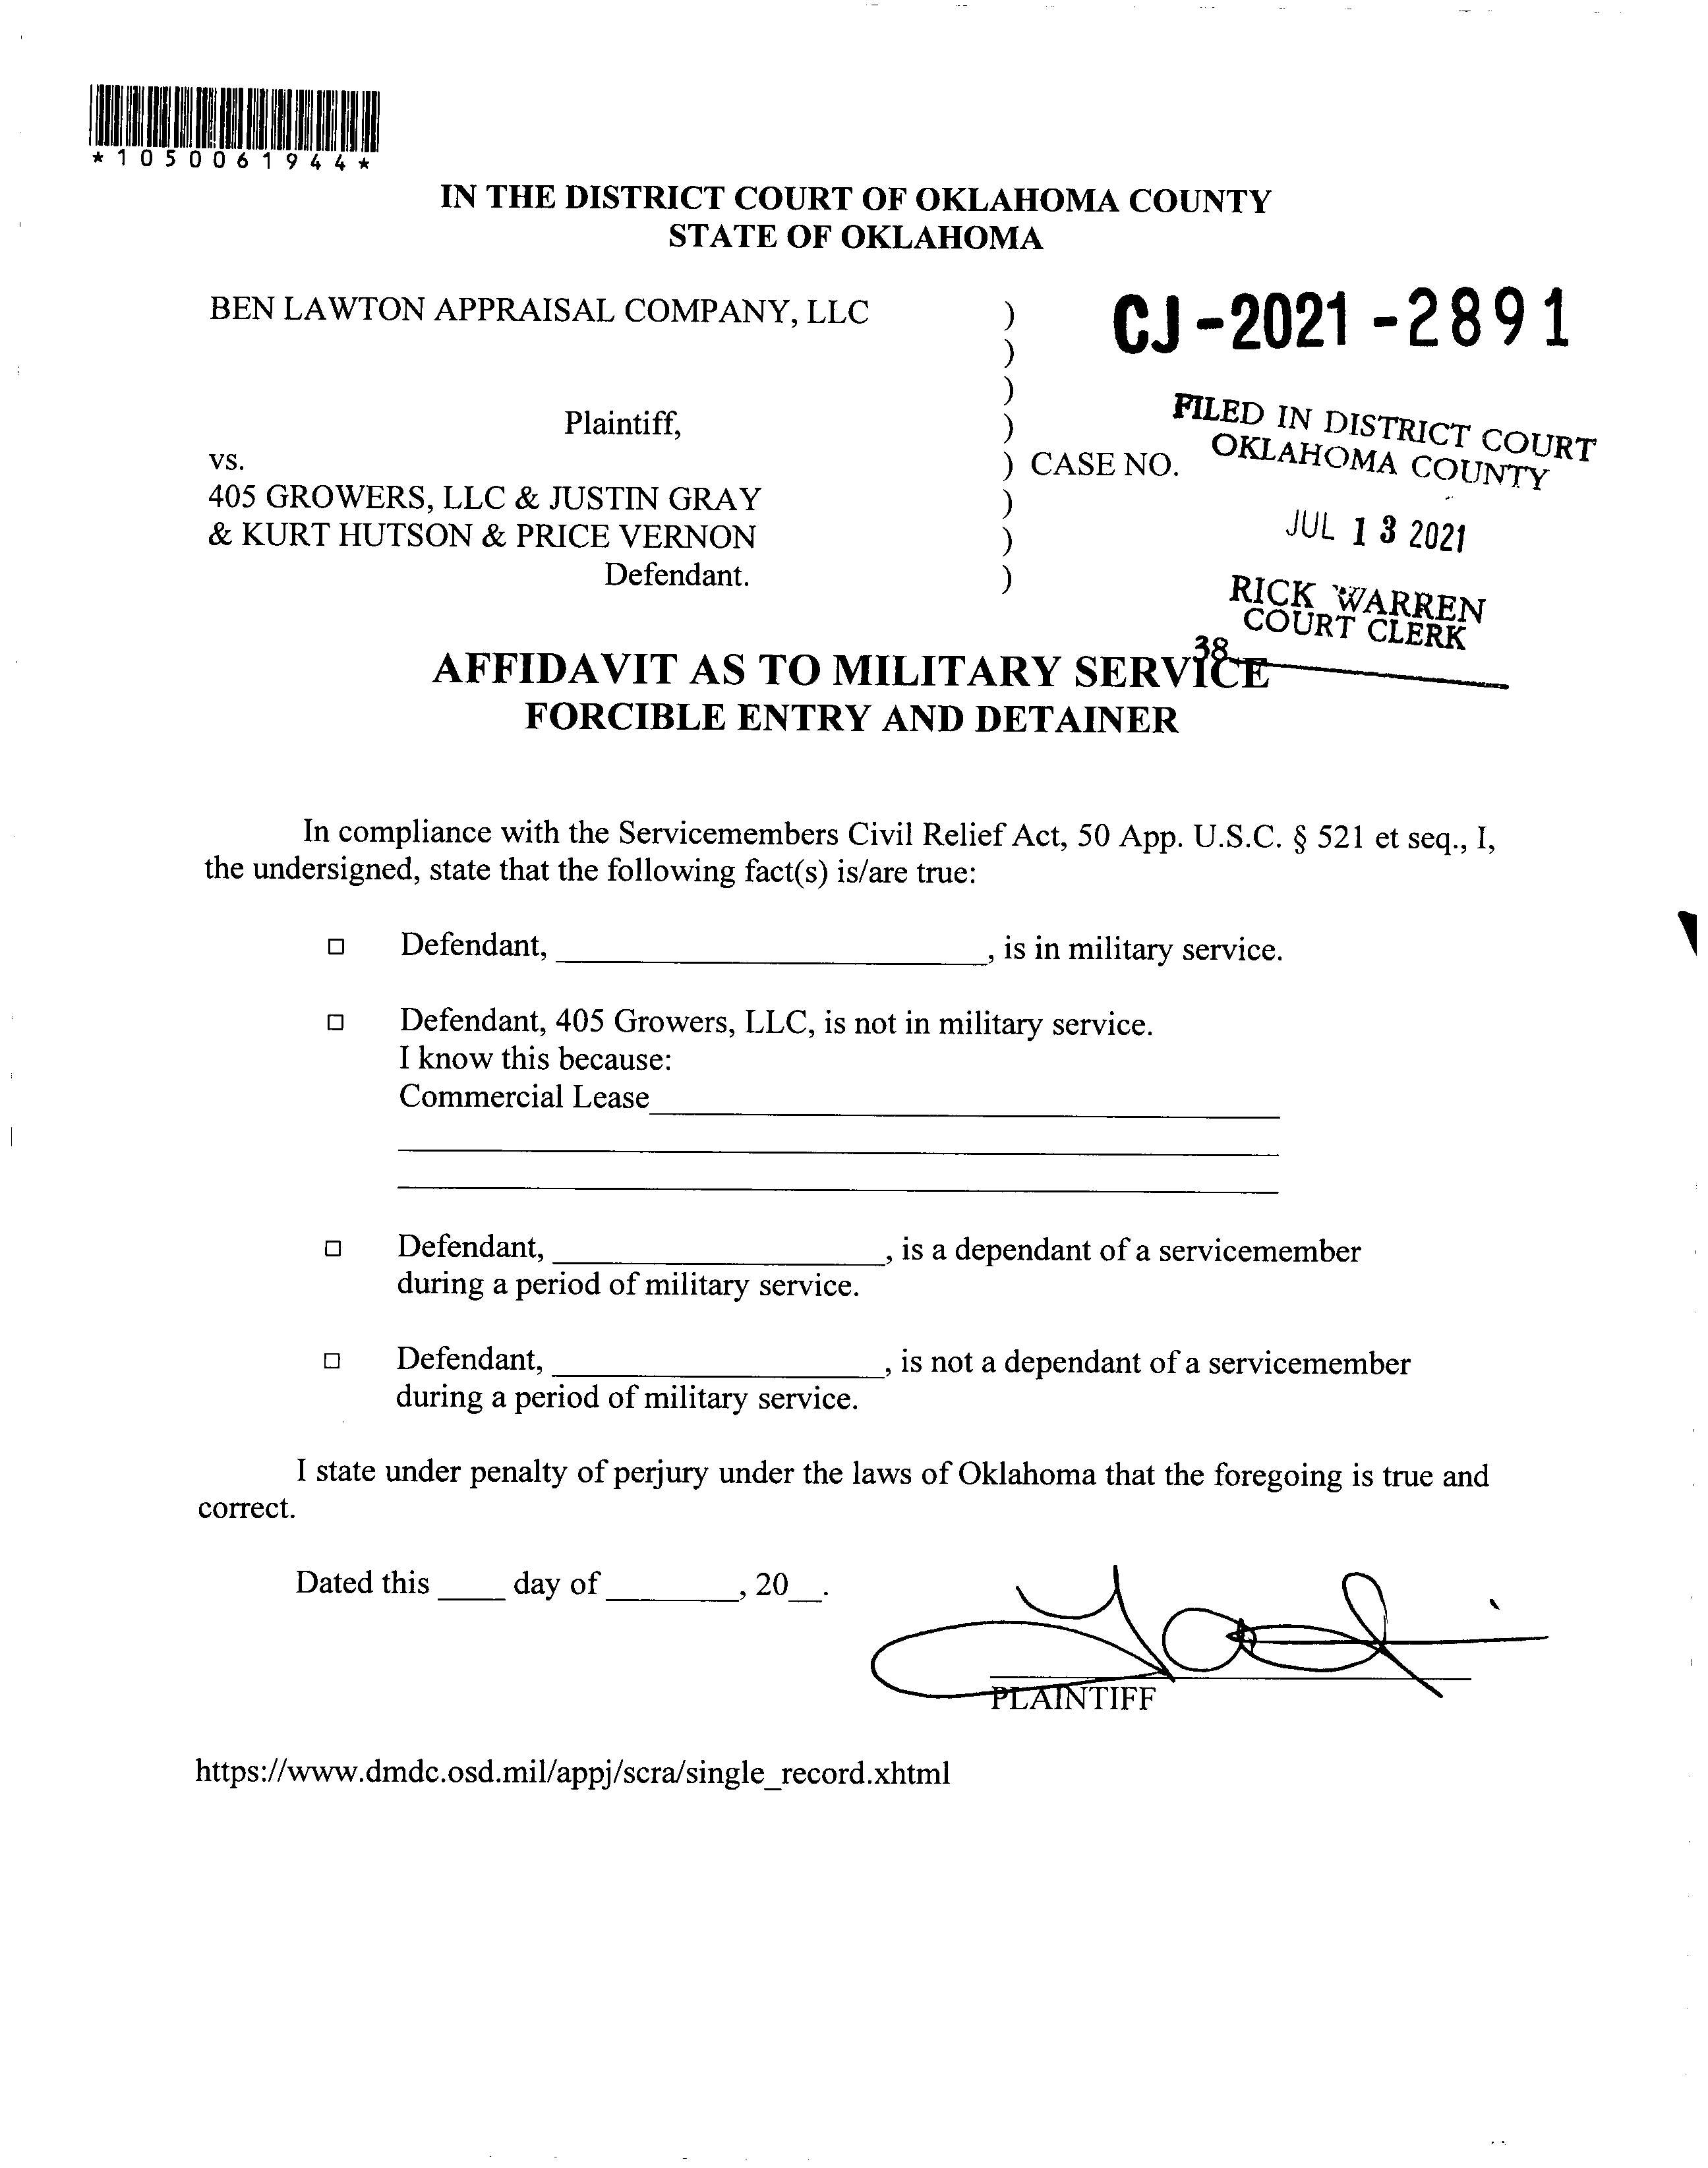 *1050061944*
IN THE DISTRICT COURT OF OKLAHOMA COUNTY
STATE OF OKLAHOMA
BEN LAWTON APPRAISAL COMPANY, LLC )
CJ-2021-2891
)
)
Plaintiff, )
FILED IN DISTRICT COURT
OKLAHOMA COUNTY
vs. ) CASE NO.
405 GROWERS, LLC & JUSTIN GRAY )
JUL 13 2021
& KURT HUTSON & PRICE VERNON )
Defendant. )
RICK WARREN
COURT CLERK
38
AFFIDAVIT AS TO MILITARY SERVICE
FORCIBLE ENTRY AND DETAINER
In compliance with the Servicemembers Civil Relief Act, 50 App. U.S.C. § 521 et seq., I,
the undersigned, state that the following fact(s) is/are true:
□ Defendant, ____________________, is in military service.
□ Defendant, 405 Growers, LLC, is not in military service.
I know this because:
Commercial Lease____________________
□ Defendant, ____________________, is a dependant of a servicemember
during a period of military service.
□ Defendant, ____________________, is not a dependant of a servicemember
during a period of military service.
I state under penalty of perjury under the laws of Oklahoma that the foregoing is true and
correct.
Dated this ____ day of ________, 20__.
PLAINTIFF
https://www.dmdc.osd.mil/appj/scra/single_record.xhtml